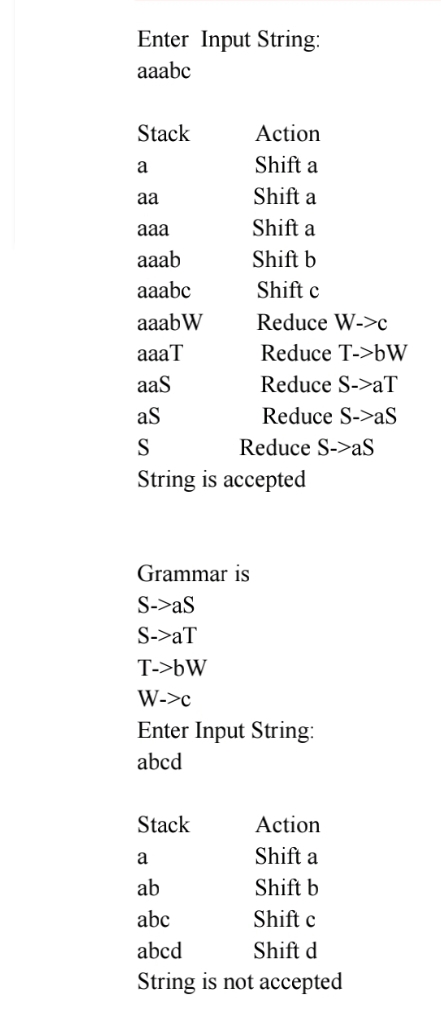 Enter Input String:
aaabc
Stack Action
a Shift a
aa Shift a
aaa Shift a
aaab Shift b
aaabc Shift c
aaabW Reduce W->c
aaaT Reduce T->bW
aaS Reduce S->aT
aS Reduce S->aS
S Reduce S->aS
String is accepted
Grammar is
S->aS
S->aT
T->bW
W->c
Enter Input String:
abcd
Stack Action
a Shift a
ab Shift b
abc Shift c
abcd Shift d
String is not accepted